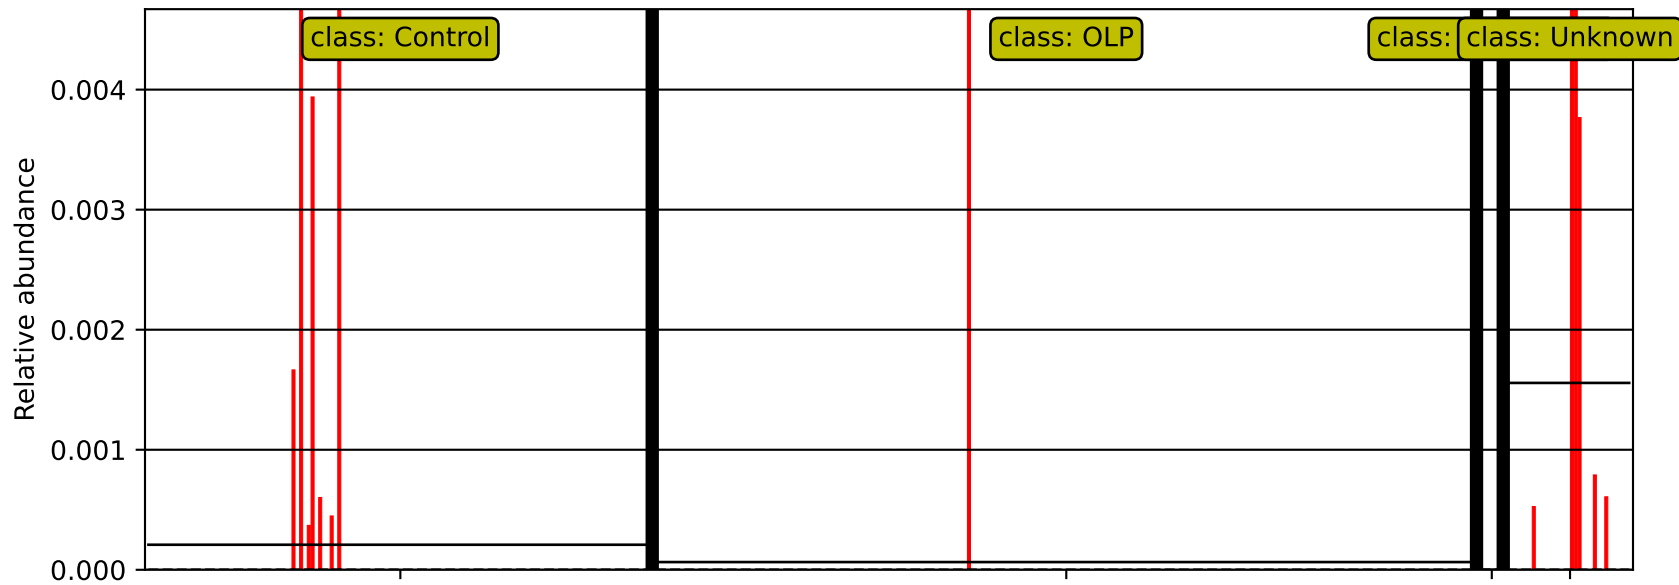 class: Control
class: OLP
class:
class: Unknown
Relative abundance
0.004
0.003
0.002
0.001
0.000